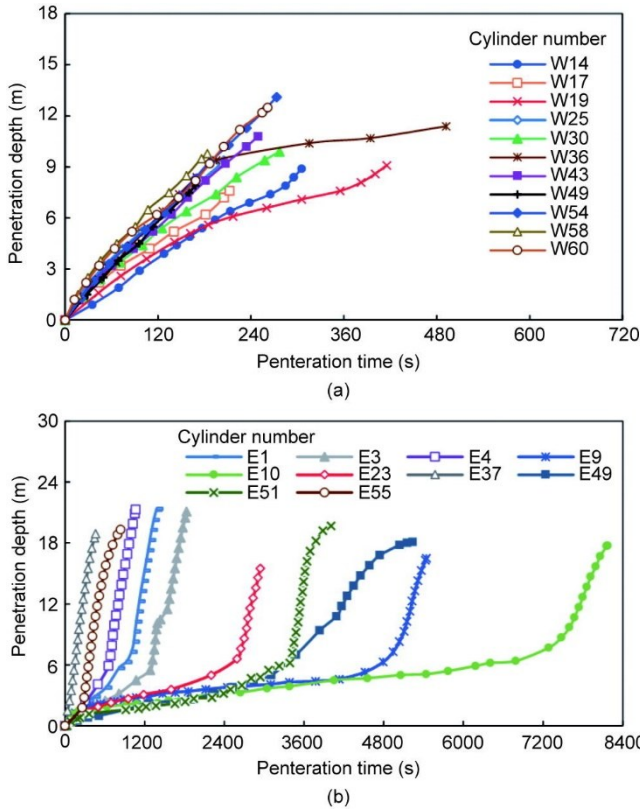 (a)
18
15
12
9
6
3
0
Penetration depth (m)
Cylinder number
W14
W17
W19
W25
W30
W36
W43
W49
W54
W58
W60
0 120 240 360 480 600 720
Penteration time (s)
(a)
30
24
18
12
6
0
Penetration depth (m)
Cylinder number
E1 E3 E4 E9
E10 E23 E37 E49
E51 E55
0 1200 2400 3600 4800 6000 7200 8400
Penteration time (s)
(b)